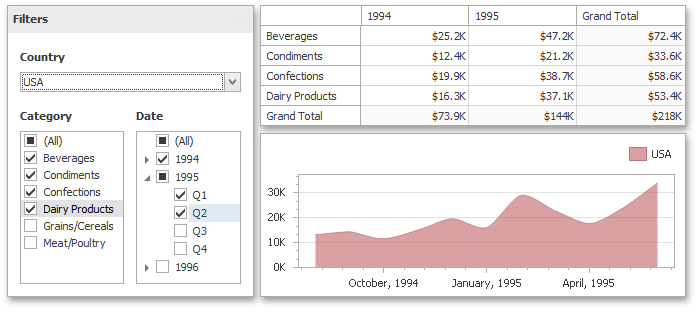 Filters
Country
USA
Category
(All)
Beverages
Condiments
Confections
Dairy Products
Grains/Cereals
Meat/Poultry
Date
(All)
1994
1995
Q1
Q2
Q3
Q4
1996
1994 1995 Grand Total
Beverages $25.2K $47.2K $72.4K
Condiments $12.4K $21.2K $33.6K
Confections $19.9K $38.7K $58.6K
Dairy Products $16.3K $37.1K $53.4K
Grand Total $73.9K $144K $218K
USA
30K
20K
10K
0K
October, 1994 January, 1995 April, 1995